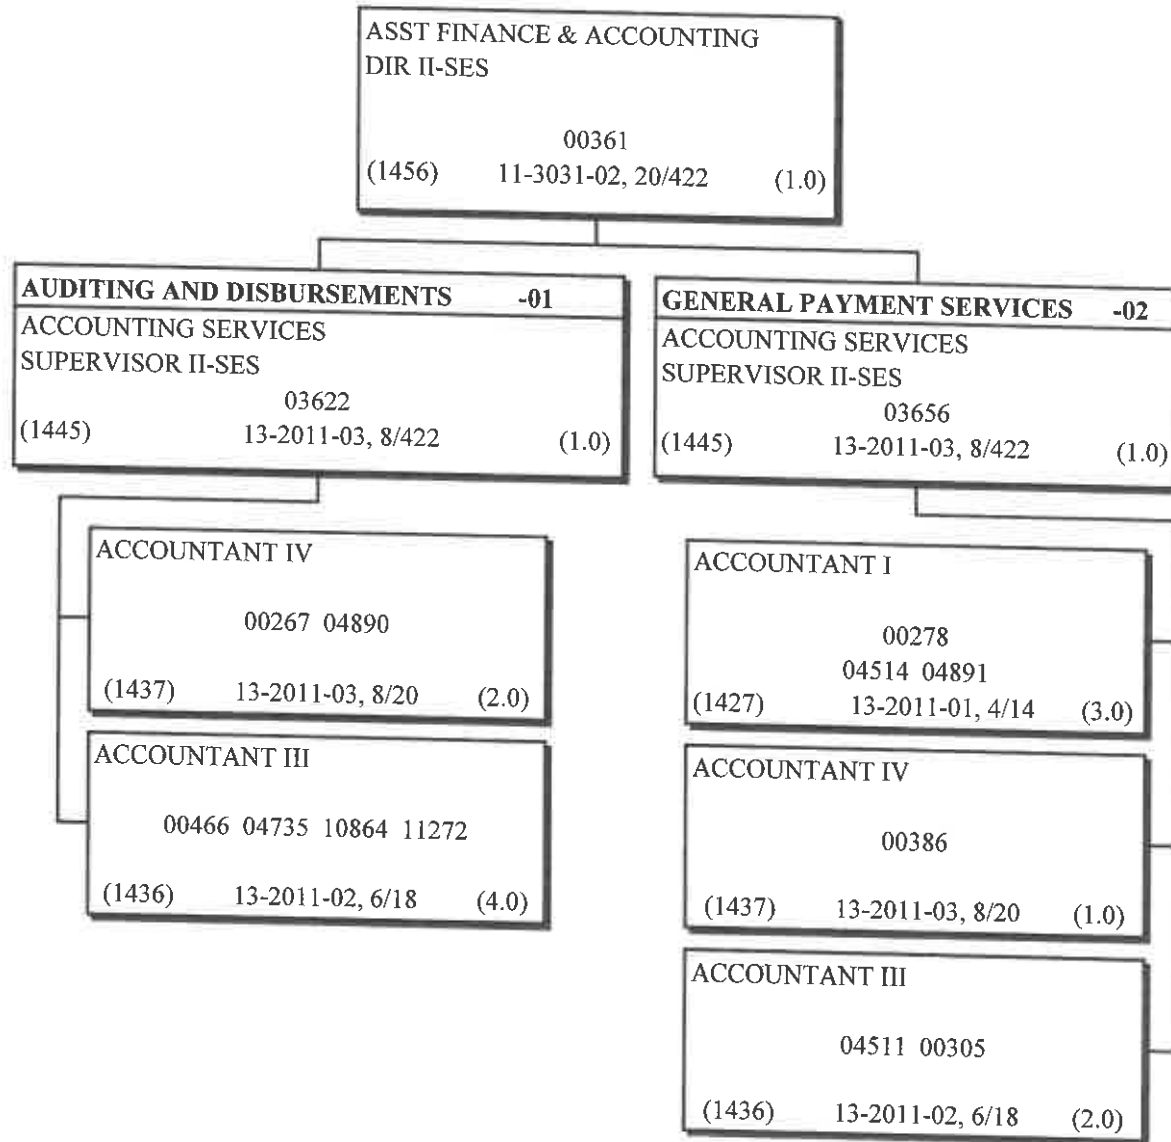 ASST FINANCE & ACCOUNTING
DIR II-SES
00361
(1456) 11-3031-02, 20/422 (1.0)
AUDITING AND DISBURSEMENTS -01
ACCOUNTING SERVICES
SUPERVISOR II-SES
03622
(1445) 13-2011-03, 8/422 (1.0)
GENERAL PAYMENT SERVICES -02
ACCOUNTING SERVICES
SUPERVISOR II-SES
03656
(1445) 13-2011-03, 8/422 (1.0)
ACCOUNTANT IV
00267 04890
(1437) 13-2011-03, 8/20 (2.0)
ACCOUNTANT III
00466 04735 10864 11272
(1436) 13-2011-02, 6/18 (4.0)
ACCOUNTANT I
00278
04514 04891
(1427) 13-2011-01, 4/14 (3.0)
ACCOUNTANT IV
00386
(1437) 13-2011-03, 8/20 (1.0)
ACCOUNTANT III
04511 00305
(1436) 13-2011-02, 6/18 (2.0)